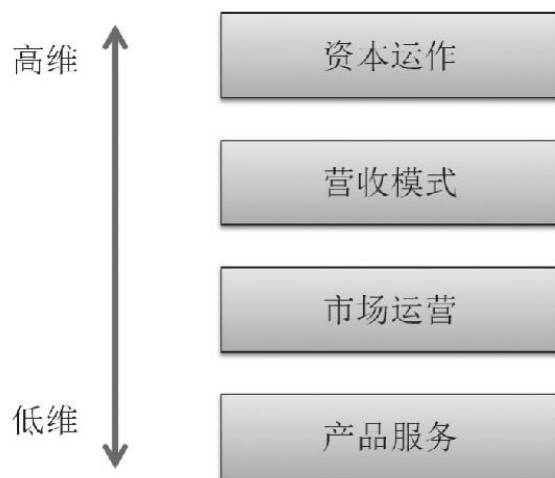 高维
资本运作
营收模式
市场运营
低维
产品服务